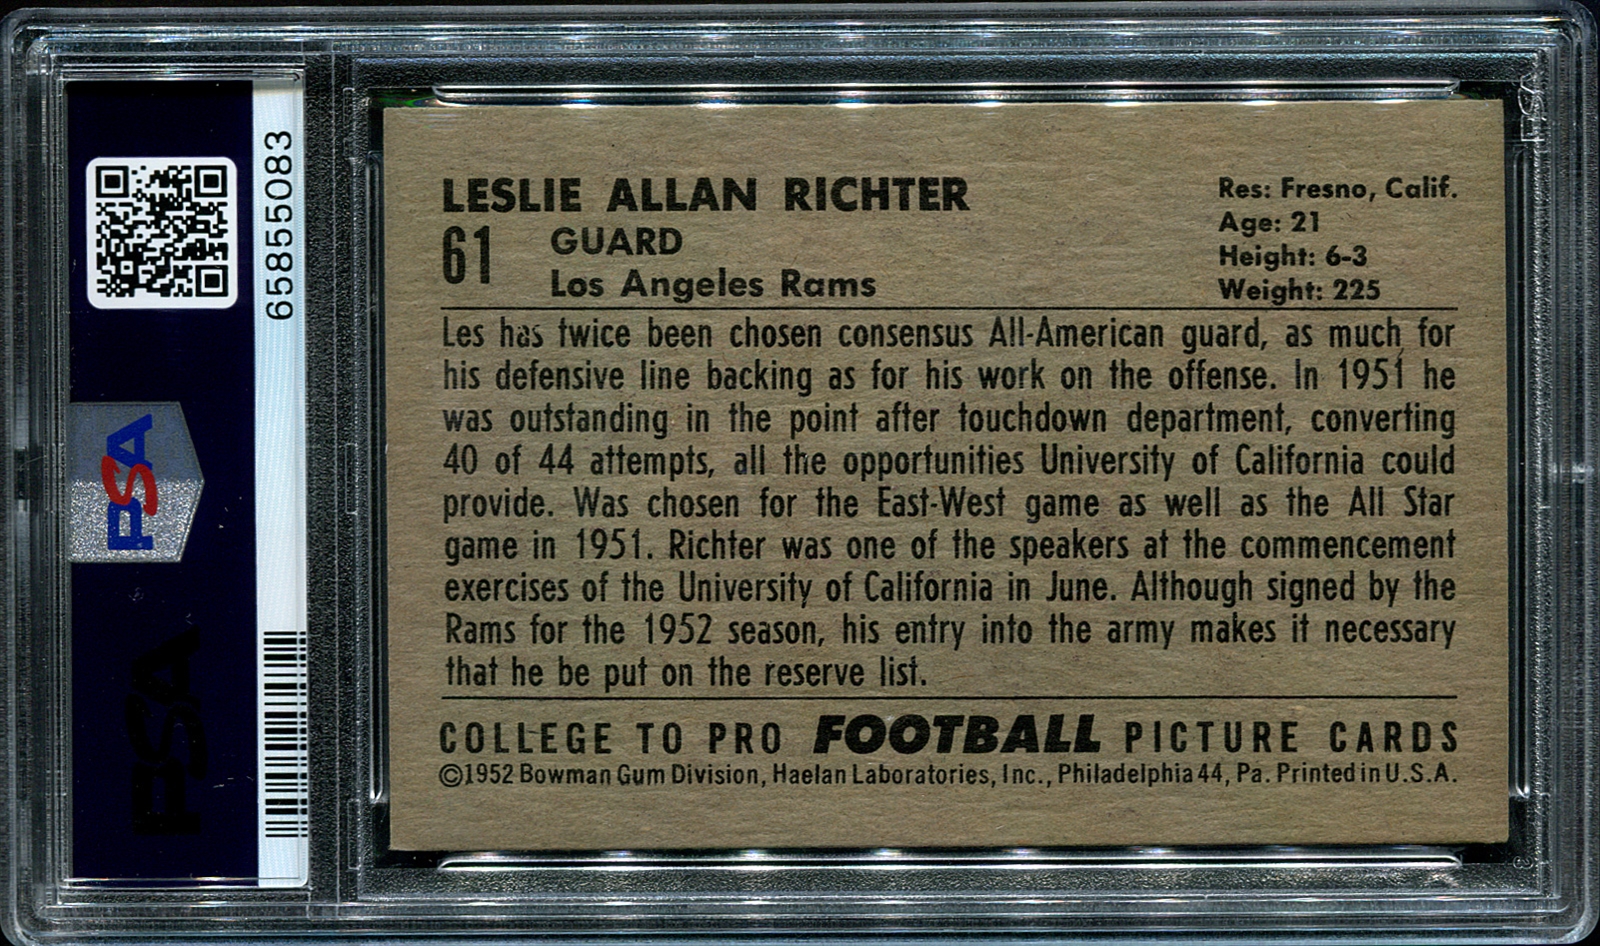 65855083
PSA
PSA
LESLIE ALLAN RICHTER
61 GUARD
Los Angeles Rams
Res: Fresno, Calif.
Age: 21
Height: 6-3
Weight: 225
Les has twice been chosen consensus All-American guard, as much for
his defensive line backing as for his work on the offense. In 1951 he
was outstanding in the point after touchdown department, converting
40 of 44 attempts, all the opportunities University of California could
provide. Was chosen for the East-West game as well as the All Star
game in 1951. Richter was one of the speakers at the commencement
exercises of the University of California in June. Although signed by the
Rams for the 1952 season, his entry into the army makes it necessary
that he be put on the reserve list.
COLLEGE TO PRO FOOTBALL PICTURE CARDS
©1952 Bowman Gum Division, Haelan Laboratories, Inc., Philadelphia 44, Pa. Printed in U.S.A.